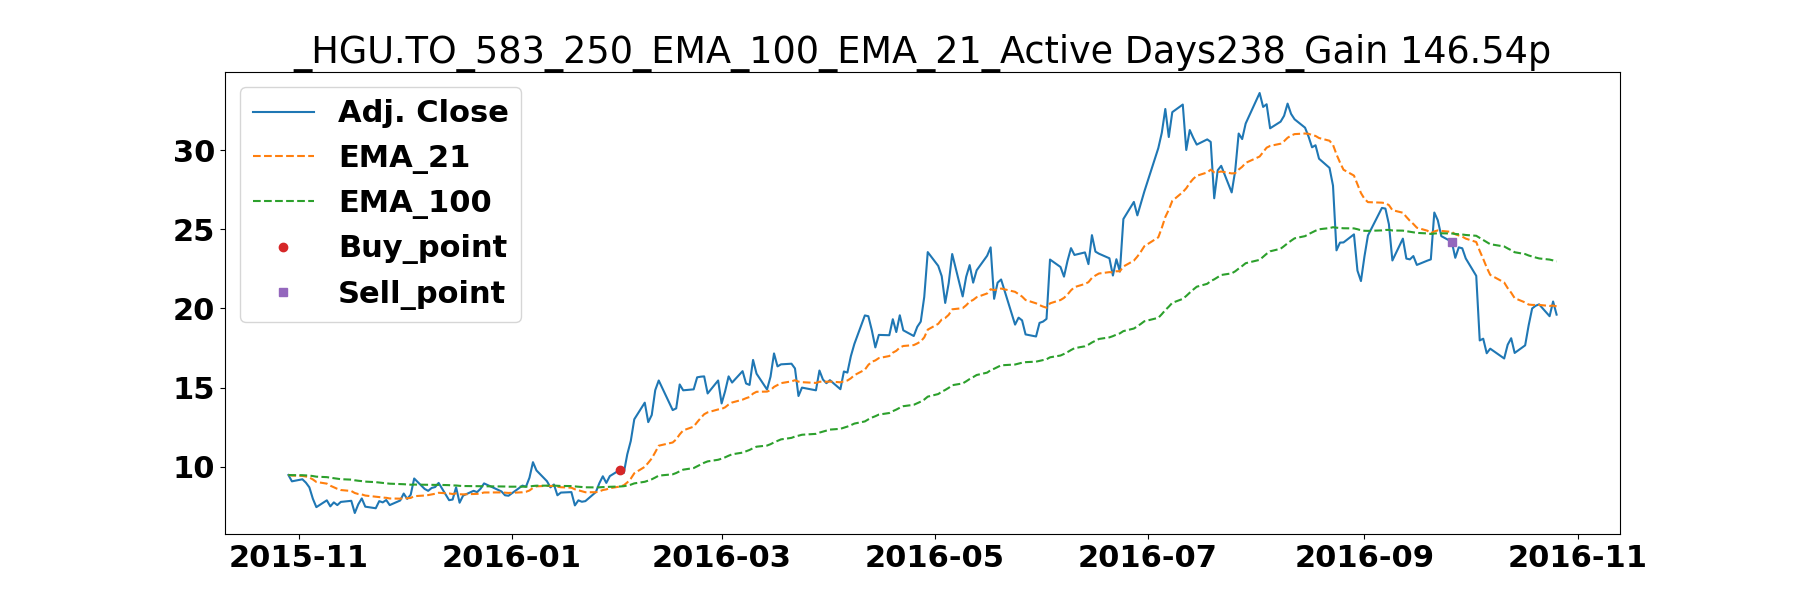 _HGU.TO_583_250_EMA_100_EMA_21_Active Days238_Gain 146.54p
Adj. Close
EMA_21
EMA_100
Buy_point
Sell_point
30
25
20
15
10
2015-11 2016-01 2016-03 2016-05 2016-07 2016-09 2016-11